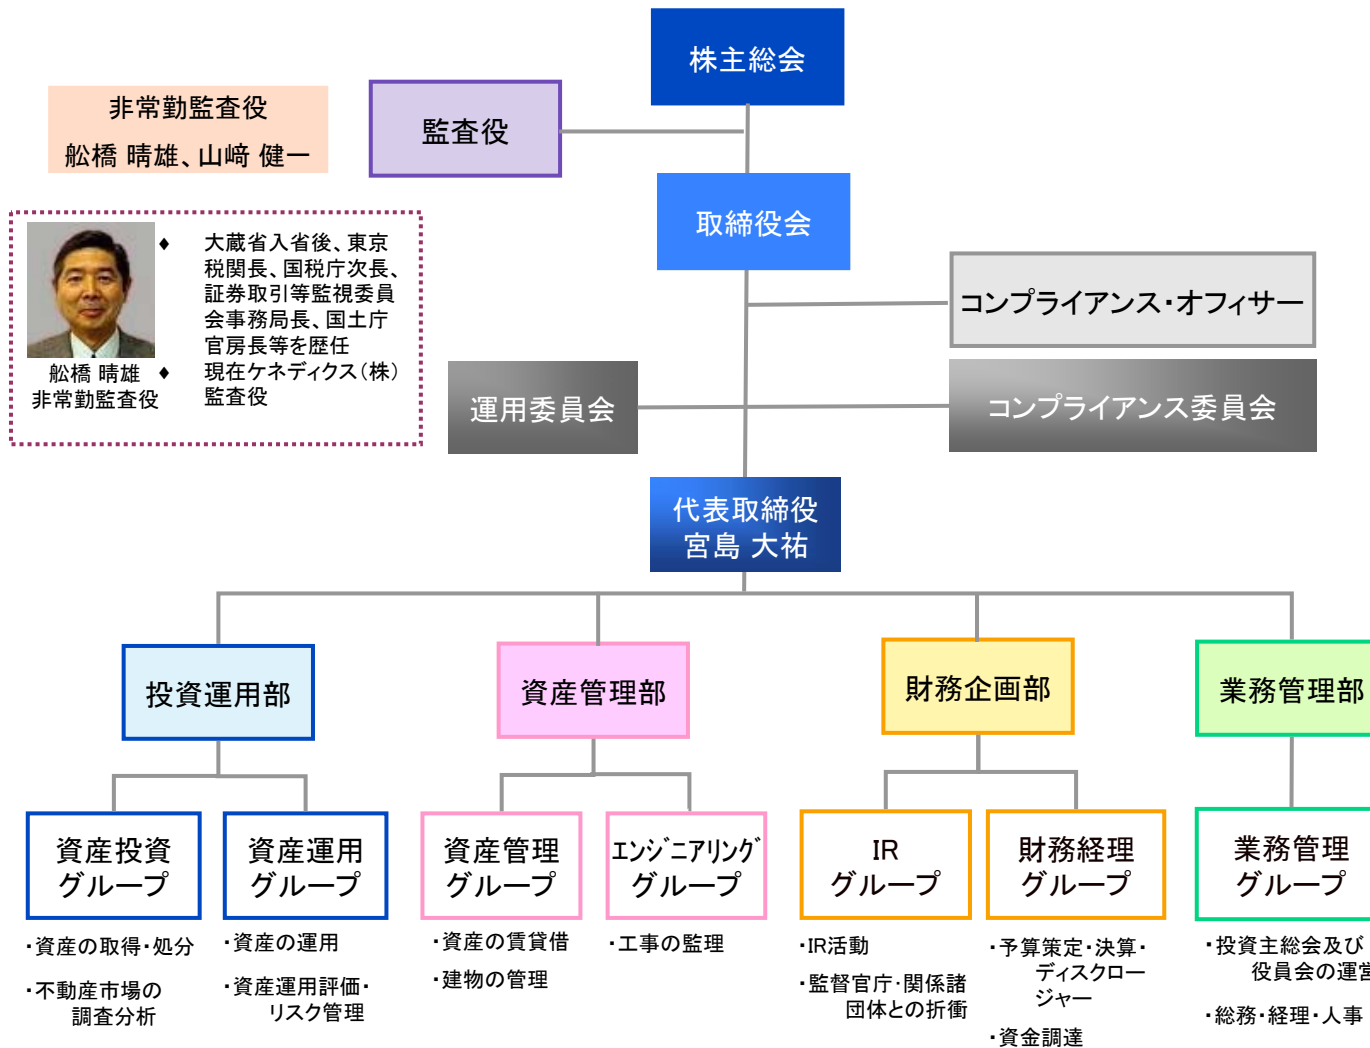 株主総会
監査役
非常勤監査役
舩橋 晴雄、山﨑 健一
取締役会
♦ 大蔵省入省後、東京
税関長、国税庁次長、
証券取引等監視委員
会事務局長、国土庁
官房長等を歴任
♦ 現在ケネディクス(株)
監査役
舩橋 晴雄
非常勤監査役
コンプライアンス・オフィサー
運用委員会
コンプライアンス委員会
代表取締役
宮島 大祐
投資運用部
資産管理部
財務企画部
業務管理部
資産投資
グループ
資産運用
グループ
資産管理
グループ
エンジニアリング
グループ
IR
グループ
財務経理
グループ
業務管理
グループ
・資産の取得・処分
・不動産市場の
調査分析
・資産の運用
・資産運用評価・
リスク管理
・資産の賃貸借
・建物の管理
・工事の監理
・IR活動
・監督官庁・関係諸
団体との折衝
・予算策定・決算・
ディスクロー
ジャー
・資金調達
・投資主総会及び
役員会の運営
・総務・経理・人事